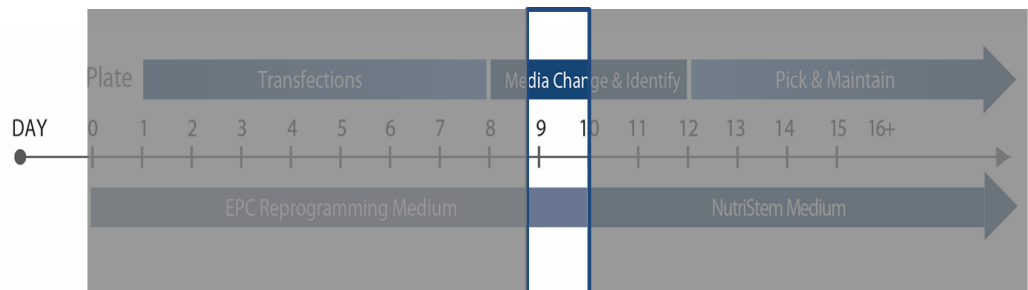 Plate Transfections Media Change & Identify Pick & Maintain
DAY 0 1 2 3 4 5 6 7 8 9 10 11 12 13 14 15 16+
EPC Reprogramming Medium NutriStem Medium